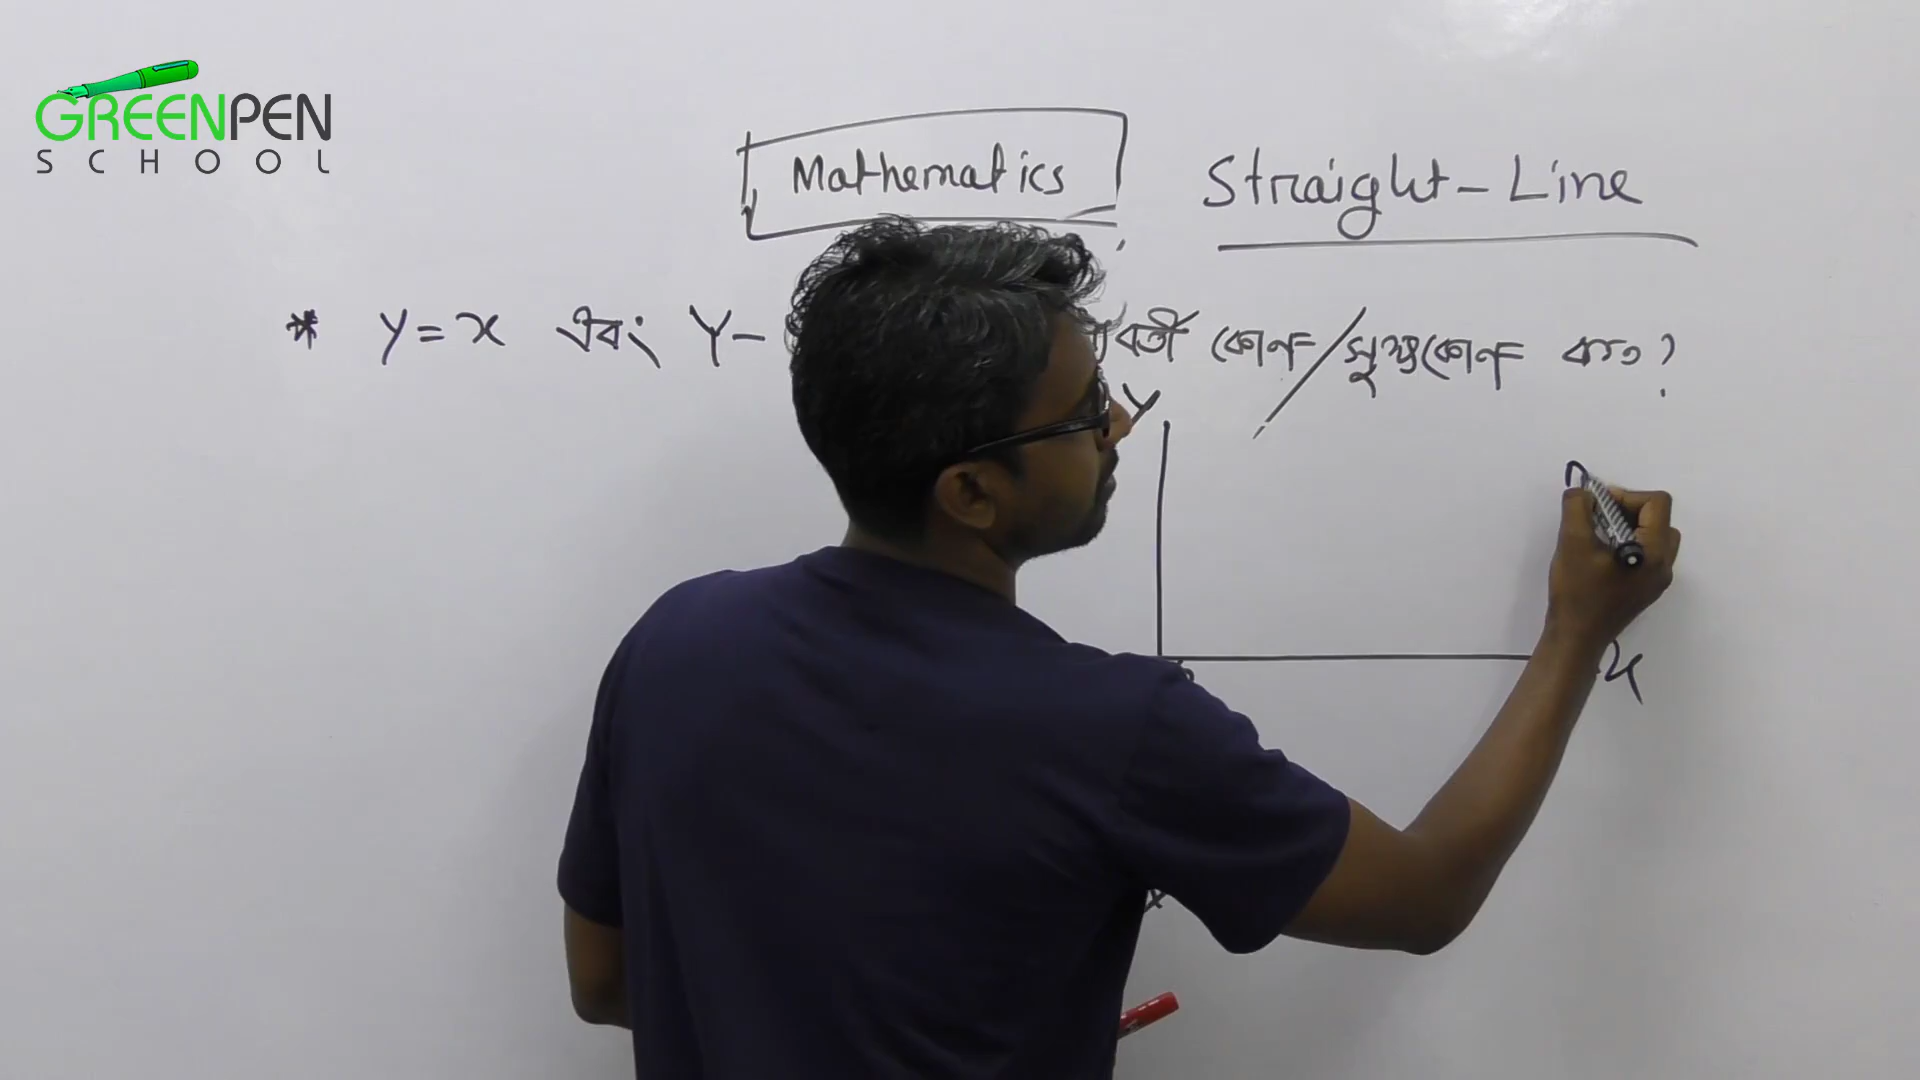 GREENPEN
SCHOOL
Mathematics Straight-Line
* y=x এবং Y- বর্তী কোণ/সূক্ষ্মকোণ কত?
Y
x